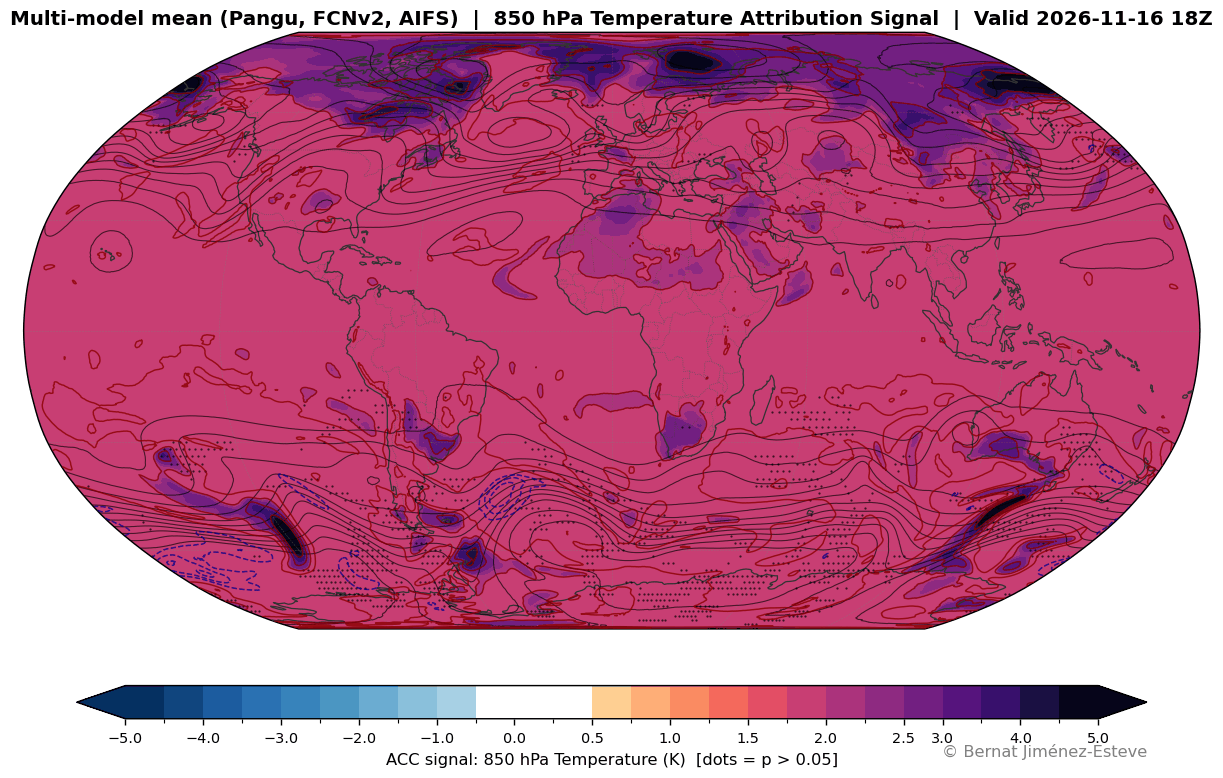 Multi-model mean (Pangu, FCNv2, AIFS)  |  850 hPa Temperature Attribution Signal  |  Valid 2026-11-16 18Z
−5.0 −4.0 −3.0 −2.0 −1.0 0.0 0.5 1.0 1.5 2.0 2.5 3.0 4.0 5.0
© Bernat Jiménez-Esteve
ACC signal: 850 hPa Temperature (K)  [dots = p > 0.05]